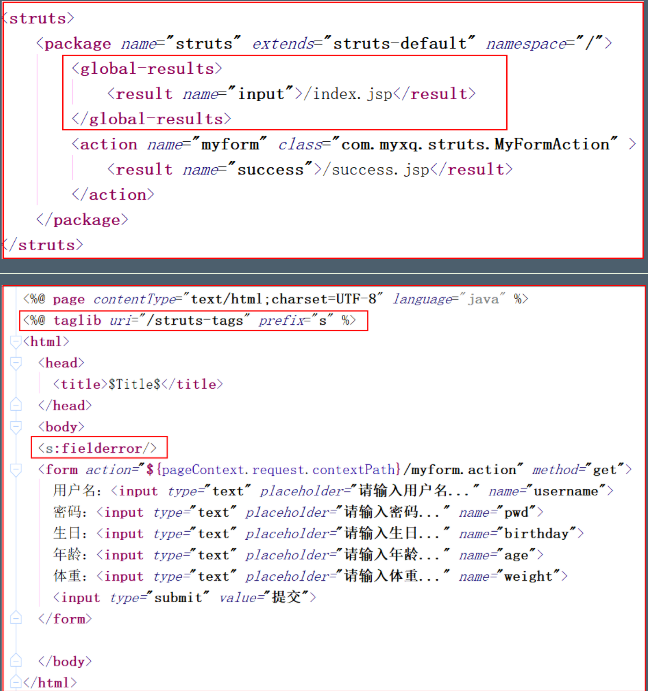 <struts>
<package name="struts" extends="struts-default" namespace="/">
<global-results>
<result name="input">/index.jsp</result>
</global-results>
<action name="myform" class="com.myxq.struts.MyFormAction" >
<result name="success">/success.jsp</result>
</action>
</package>
</struts>
<%@ page contentType="text/html;charset=UTF-8" language="java" %>
<%@ taglib uri="/struts-tags" prefix="s" %>
<html>
<head>
<title>$Title$</title>
</head>
<body>
<s:fielderror/>
<form action="${pageContext.request.contextPath}/myform.action" method="get">
用户名：<input type="text" placeholder="请输入用户名..." name="username">
密码：<input type="text" placeholder="请输入密码..." name="pwd">
生日：<input type="text" placeholder="请输入生日..." name="birthday">
年龄：<input type="text" placeholder="请输入年龄..." name="age">
体重：<input type="text" placeholder="请输入体重..." name="weight">
<input type="submit" value="提交">
</form>
</body>
</html>